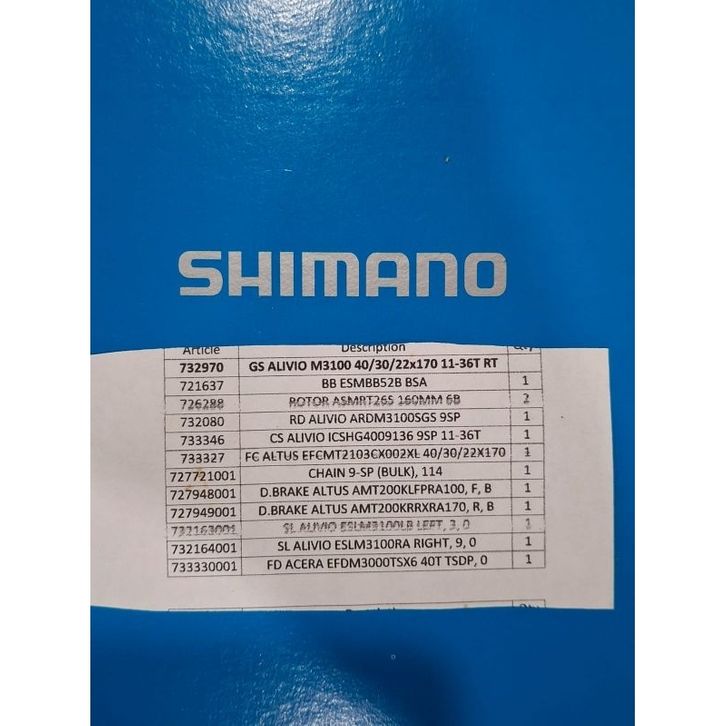 SHIMANO
Article Description Qty
732970 GS ALIVIO M3100 40/30/22x170 11-36T RT
721637 BB ESMBB52B BSA 1
726288 ROTOR ASMRT26S 160MM 6B 2
732080 RD ALIVIO ARDM3100SGS 9SP 1
733346 CS ALIVIO ICSHG4009136 9SP 11-36T 1
733327 FC ALTUS EFCMT2103CX002XL 40/30/22X170 1
727721001 CHAIN 9-SP (BULK), 114 1
727948001 D.BRAKE ALTUS AMT200KLFPRA100, F, B 1
727949001 D.BRAKE ALTUS AMT200KRRXRA170, R, B 1
732163001 SL ALIVIO ESLM3100LB LEFT, 3, 0 1
732164001 SL ALIVIO ESLM3100RA RIGHT, 9, 0 1
733330001 FD ACERA EFDM3000TSX6 40T TSDP, 0 1